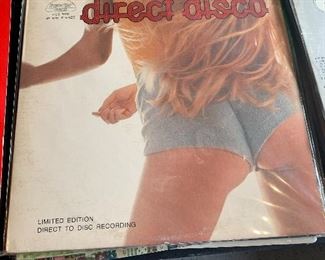 direct disco
LIMITED EDITION
DIRECT TO DISC RECORDING